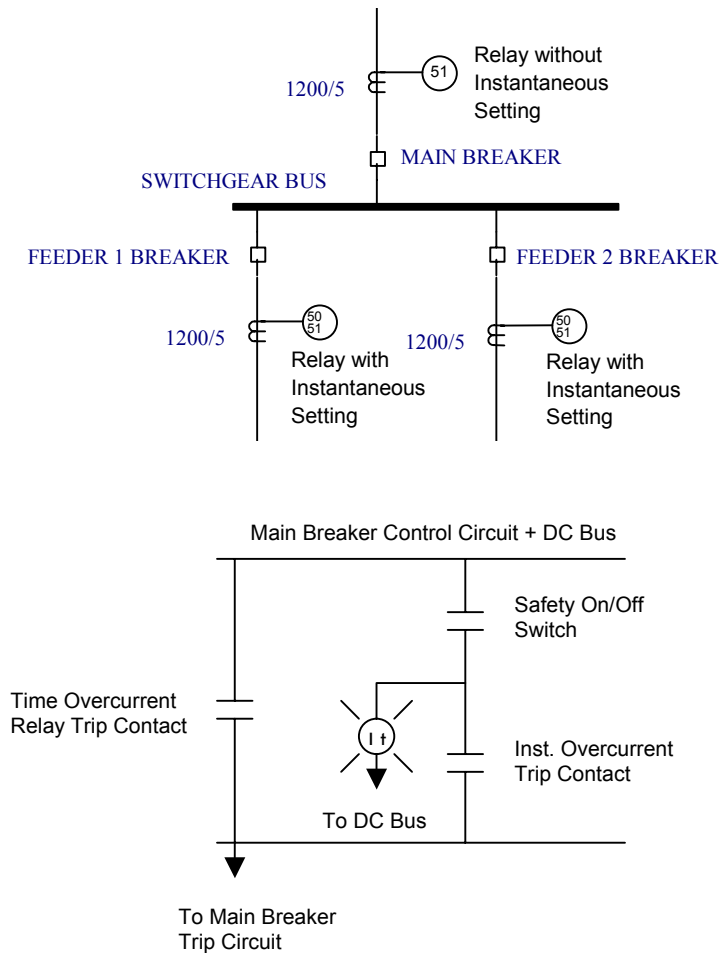 Relay without
Instantaneous
Setting
51
1200/5
MAIN BREAKER
SWITCHGEAR BUS
FEEDER 1 BREAKER
FEEDER 2 BREAKER
50
51
1200/5
Relay with
Instantaneous
Setting
50
51
1200/5
Relay with
Instantaneous
Setting
Main Breaker Control Circuit + DC Bus
Safety On/Off
Switch
Time Overcurrent
Relay Trip Contact
l t
Inst. Overcurrent
Trip Contact
To DC Bus
To Main Breaker
Trip Circuit